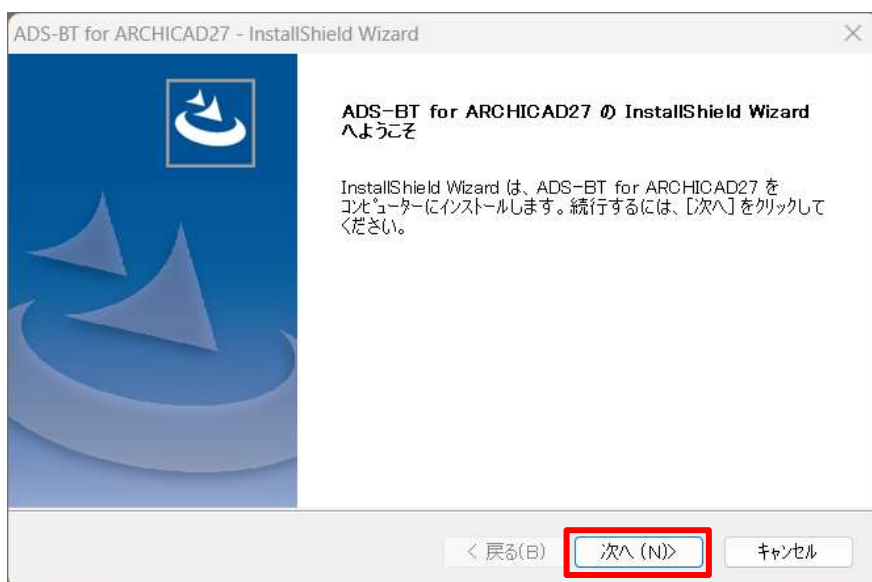 ADS-BT for ARCHICAD27 - InstallShield Wizard
ADS-BT for ARCHICAD27 の InstallShield Wizard
へようこそ
InstallShield Wizard は、ADS-BT for ARCHICAD27 を
コンピューターにインストールします。続行するには、[次へ] をクリックして
ください。
< 戻る(B)
次へ (N)>
キャンセル